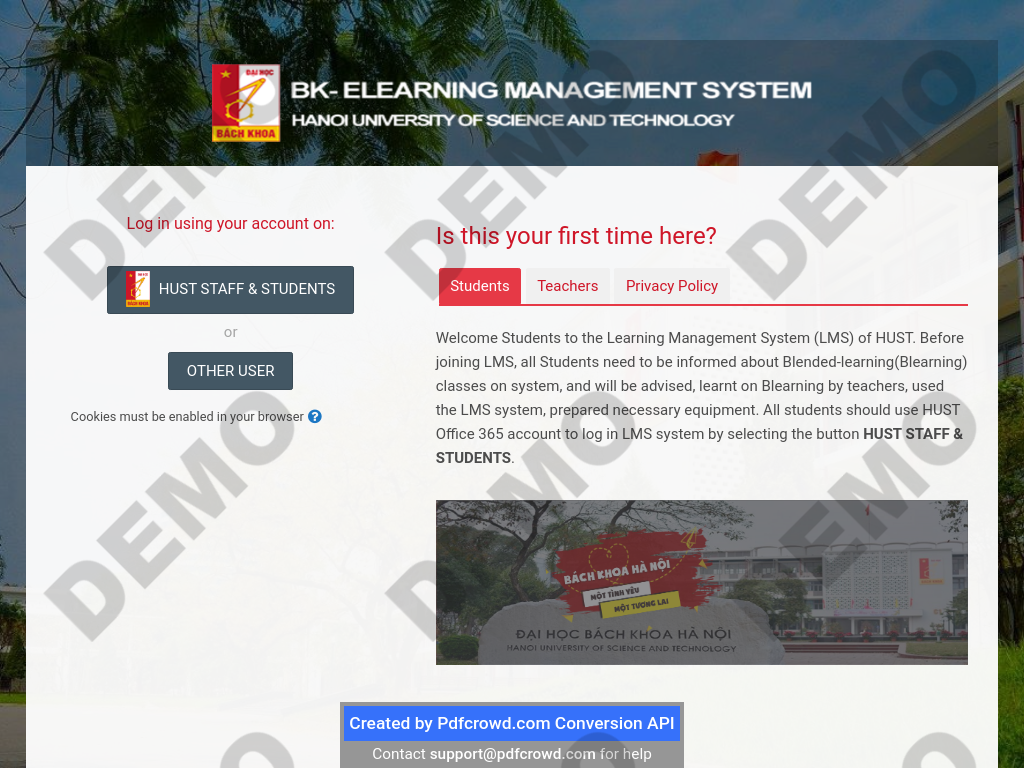 ĐẠI HỌC
BÁCH KHOA
BK- ELEARNING MANAGEMENT SYSTEM
HANOI UNIVERSITY OF SCIENCE AND TECHNOLOGY
DEMO DEMO DEMO
Log in using your account on:
HUST STAFF & STUDENTS
or
OTHER USER
Cookies must be enabled in your browser
Is this your first time here?
Students Teachers Privacy Policy
Welcome Students to the Learning Management System (LMS) of HUST. Before
joining LMS, all Students need to be informed about Blended-learning(Blearning)
classes on system, and will be advised, learnt on Blearning by teachers, used
the LMS system, prepared necessary equipment. All students should use HUST
Office 365 account to log in LMS system by selecting the button HUST STAFF &
STUDENTS.
DEMO DEMO DEMO
BÁCH KHOA HÀ NỘI
MỘT TÌNH YÊU
MỘT TƯƠNG LAI
ĐẠI HỌC BÁCH KHOA HÀ NỘI
HANOI UNIVERSITY OF SCIENCE AND TECHNOLOGY
Created by Pdfcrowd.com Conversion API
Contact support@pdfcrowd.com for help